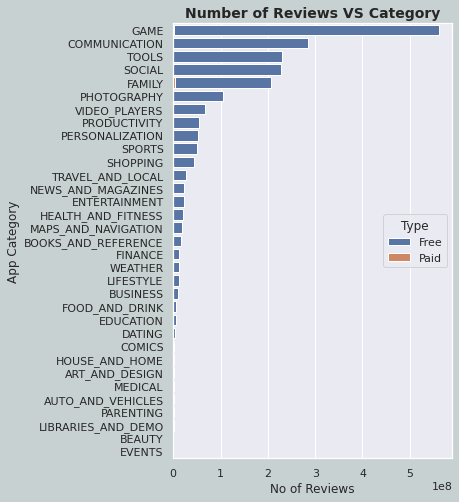 Number of Reviews VS Category
GAME
COMMUNICATION
TOOLS
SOCIAL
FAMILY
PHOTOGRAPHY
VIDEO_PLAYERS
PRODUCTIVITY
PERSONALIZATION
SPORTS
SHOPPING
TRAVEL_AND_LOCAL
NEWS_AND_MAGAZINES
ENTERTAINMENT
HEALTH_AND_FITNESS
MAPS_AND_NAVIGATION
BOOKS_AND_REFERENCE
FINANCE
WEATHER
LIFESTYLE
BUSINESS
FOOD_AND_DRINK
EDUCATION
DATING
COMICS
HOUSE_AND_HOME
ART_AND_DESIGN
MEDICAL
AUTO_AND_VEHICLES
PARENTING
LIBRARIES_AND_DEMO
BEAUTY
EVENTS
App Category
Type
Free
Paid
0 1 2 3 4 5
1e8
No of Reviews